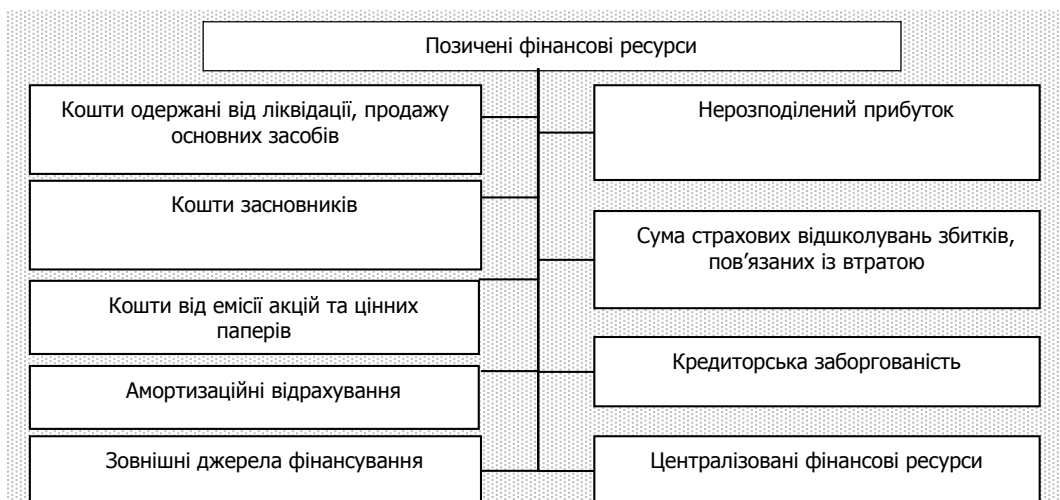 Позичені фінансові ресурси
Кошти одержані від ліквідації, продажу
основних засобів
Кошти засновників
Кошти від емісії акцій та цінних
паперів
Амортизаційні відрахування
Зовнішні джерела фінансування
Нерозподілений прибуток
Сума страхових відшколувань збитків,
пов’язаних із втратою
Кредиторська заборгованість
Централізовані фінансові ресурси